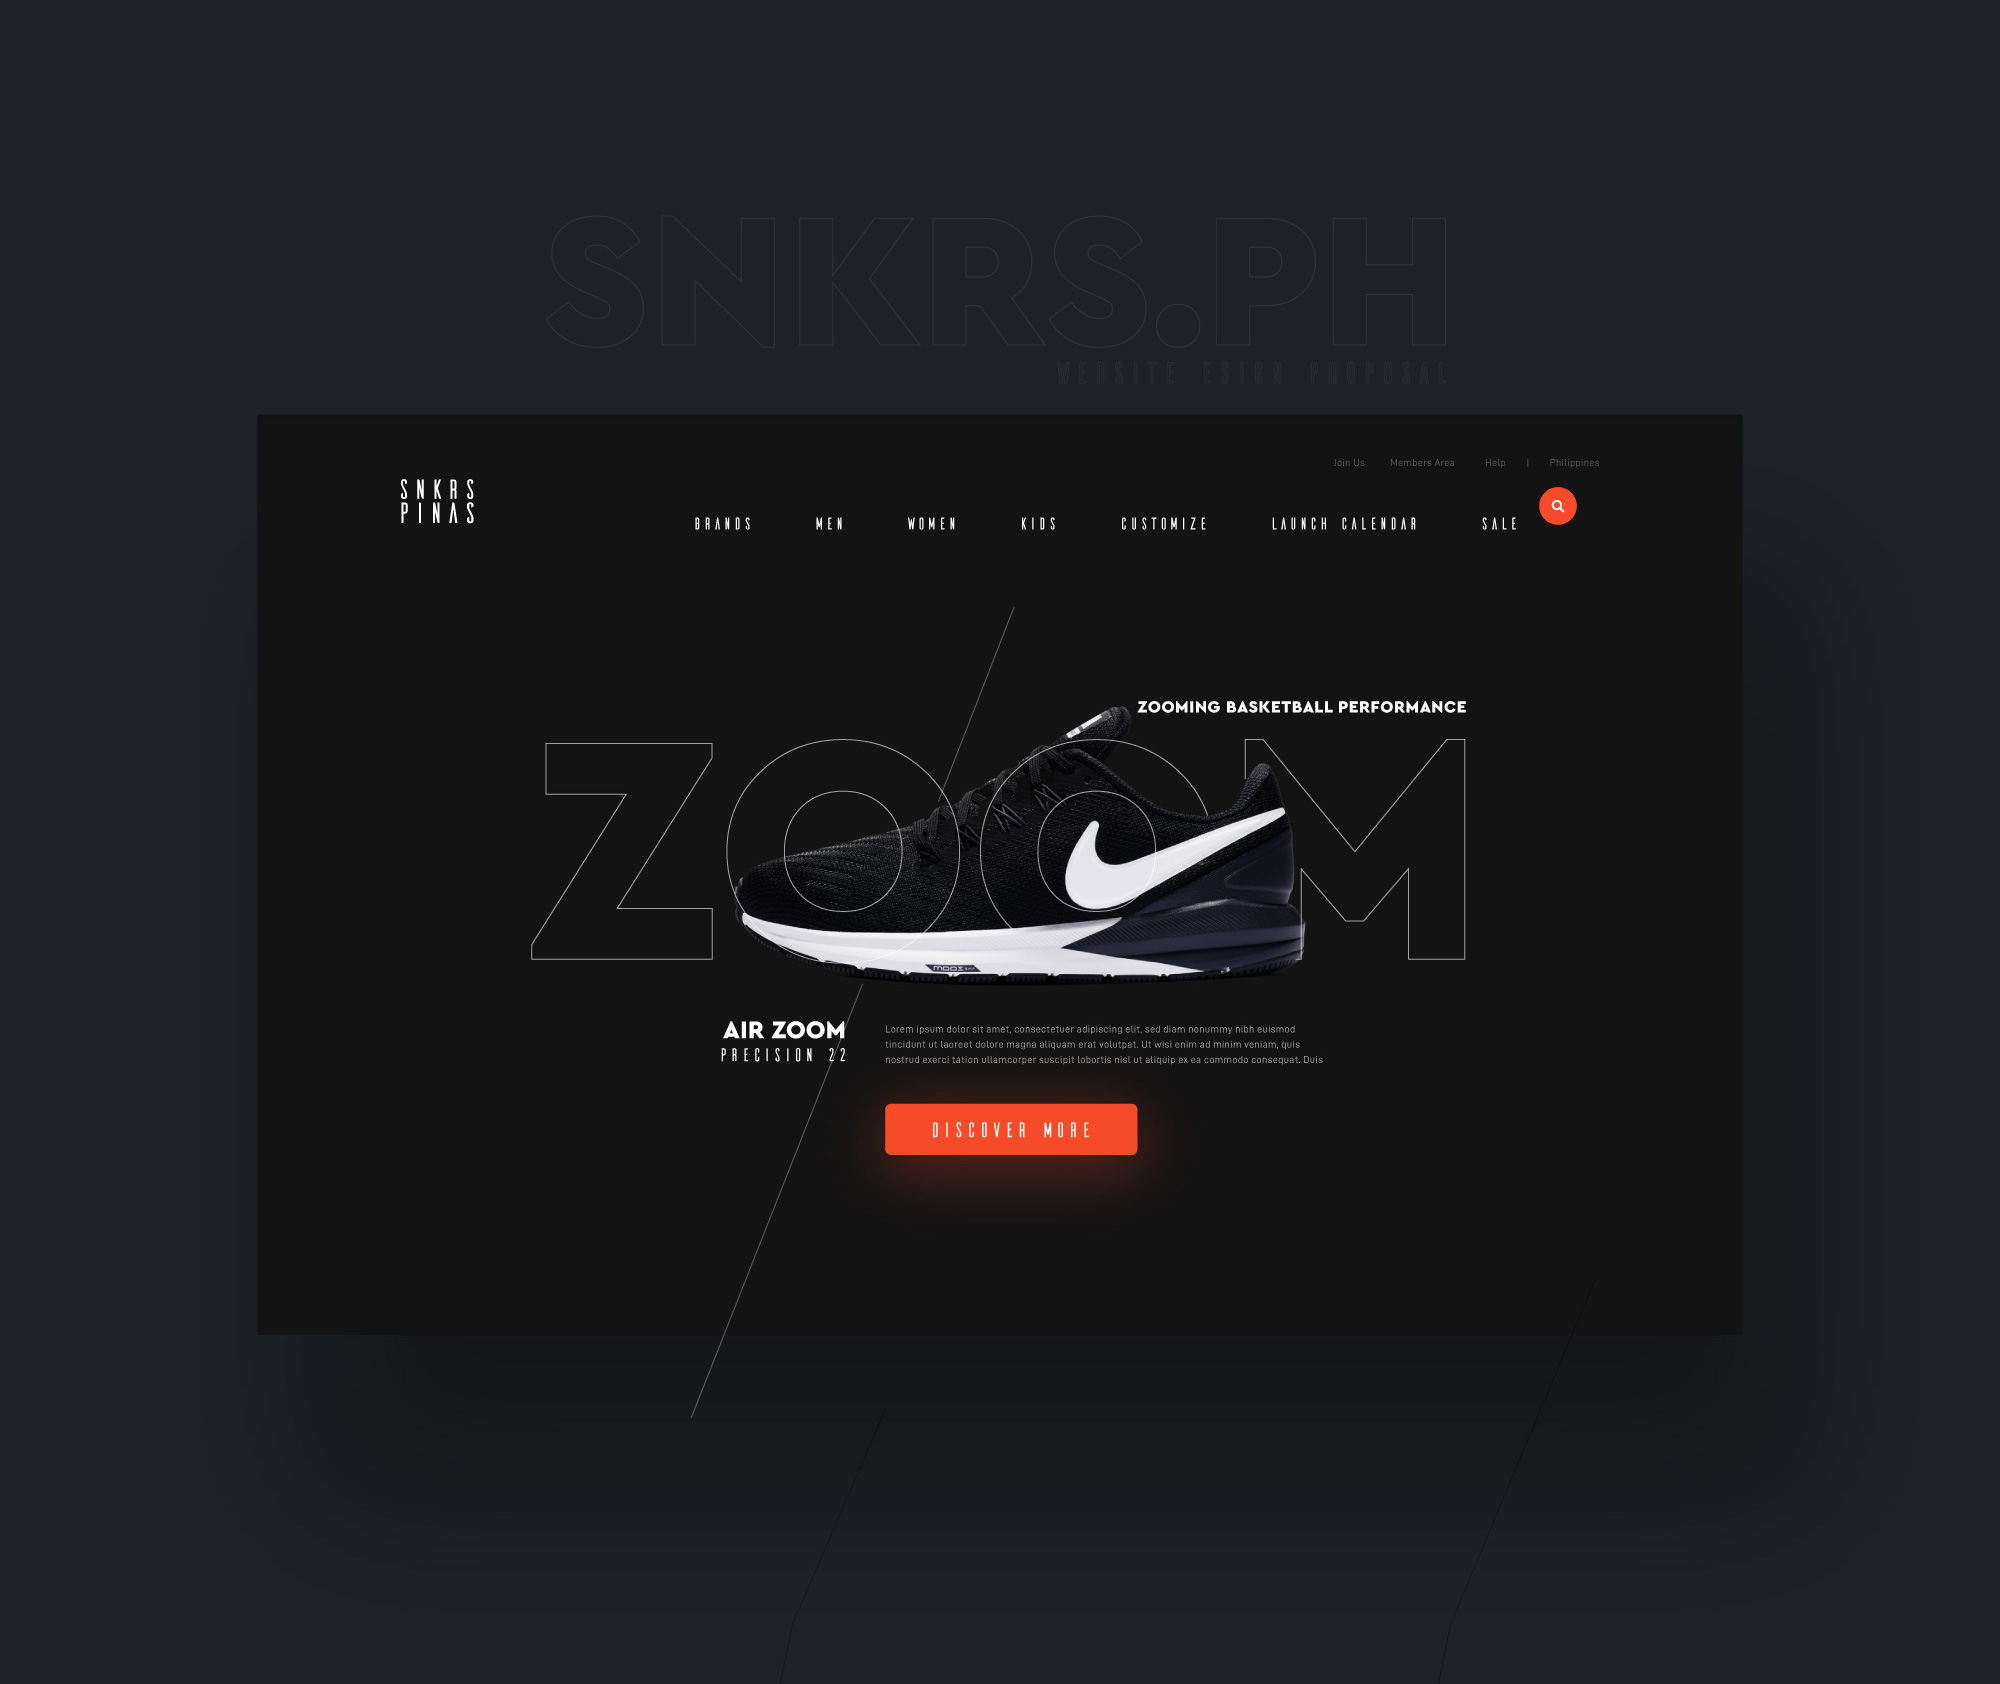 SNKRS.PH
WEBSITE ESIGN PROPOSAL
Join Us Members Area Help | Philippines
SNKRS
PINAS
BRANDS MEN WOMEN KIDS CUSTOMIZE LAUNCH CALENDAR SALE
ZOOMING BASKETBALL PERFORMANCE
ZOOM
AIR ZOOM
PRECISION 22
Lorem ipsum dolor sit amet, consectetuer adipiscing elit, sed diam nonummy nibh euismod
tincidunt ut laoreet dolore magna aliquam erat volutpat. Ut wisi enim ad minim veniam, quis
nostrud exerci tation ullamcorper suscipit lobortis nisl ut aliquip ex ea commodo consequat. Duis
DISCOVER MORE